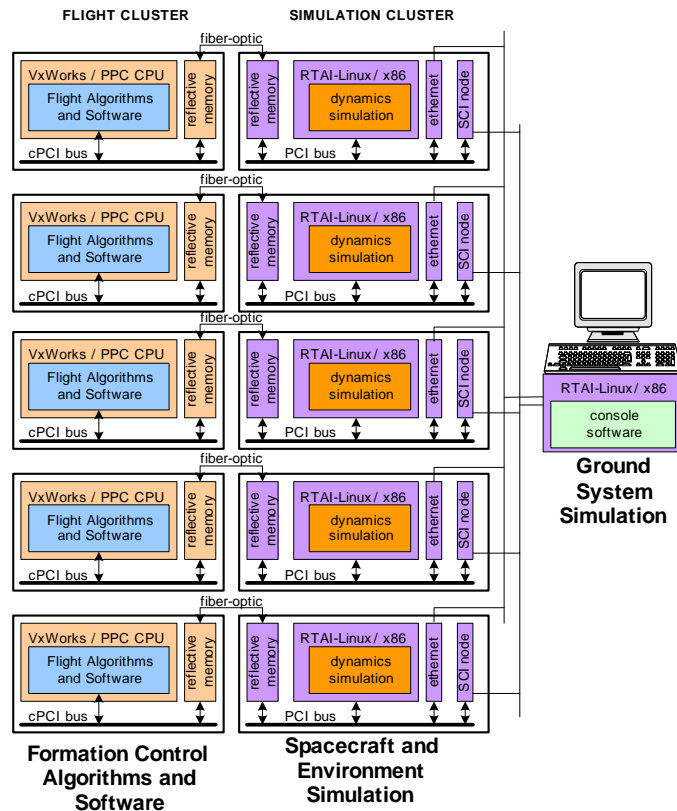 FLIGHT CLUSTER
SIMULATION CLUSTER
fiber-optic
VxWorks / PPC CPU
Flight Algorithms
and Software
reflective
memory
cPCI bus
reflective
memory
RTAI-Linux / x86
dynamics
simulation
ethernet
SCI node
PCI bus
fiber-optic
VxWorks / PPC CPU
Flight Algorithms
and Software
reflective
memory
cPCI bus
reflective
memory
RTAI-Linux / x86
dynamics
simulation
ethernet
SCI node
PCI bus
fiber-optic
VxWorks / PPC CPU
Flight Algorithms
and Software
reflective
memory
cPCI bus
reflective
memory
RTAI-Linux / x86
dynamics
simulation
ethernet
SCI node
PCI bus
fiber-optic
VxWorks / PPC CPU
Flight Algorithms
and Software
reflective
memory
cPCI bus
reflective
memory
RTAI-Linux / x86
dynamics
simulation
ethernet
SCI node
PCI bus
fiber-optic
VxWorks / PPC CPU
Flight Algorithms
and Software
reflective
memory
cPCI bus
reflective
memory
RTAI-Linux / x86
dynamics
simulation
ethernet
SCI node
PCI bus
RTAI-Linux / x86
console
software
Ground
System
Simulation
Formation Control
Algorithms and
Software
Spacecraft and
Environment
Simulation